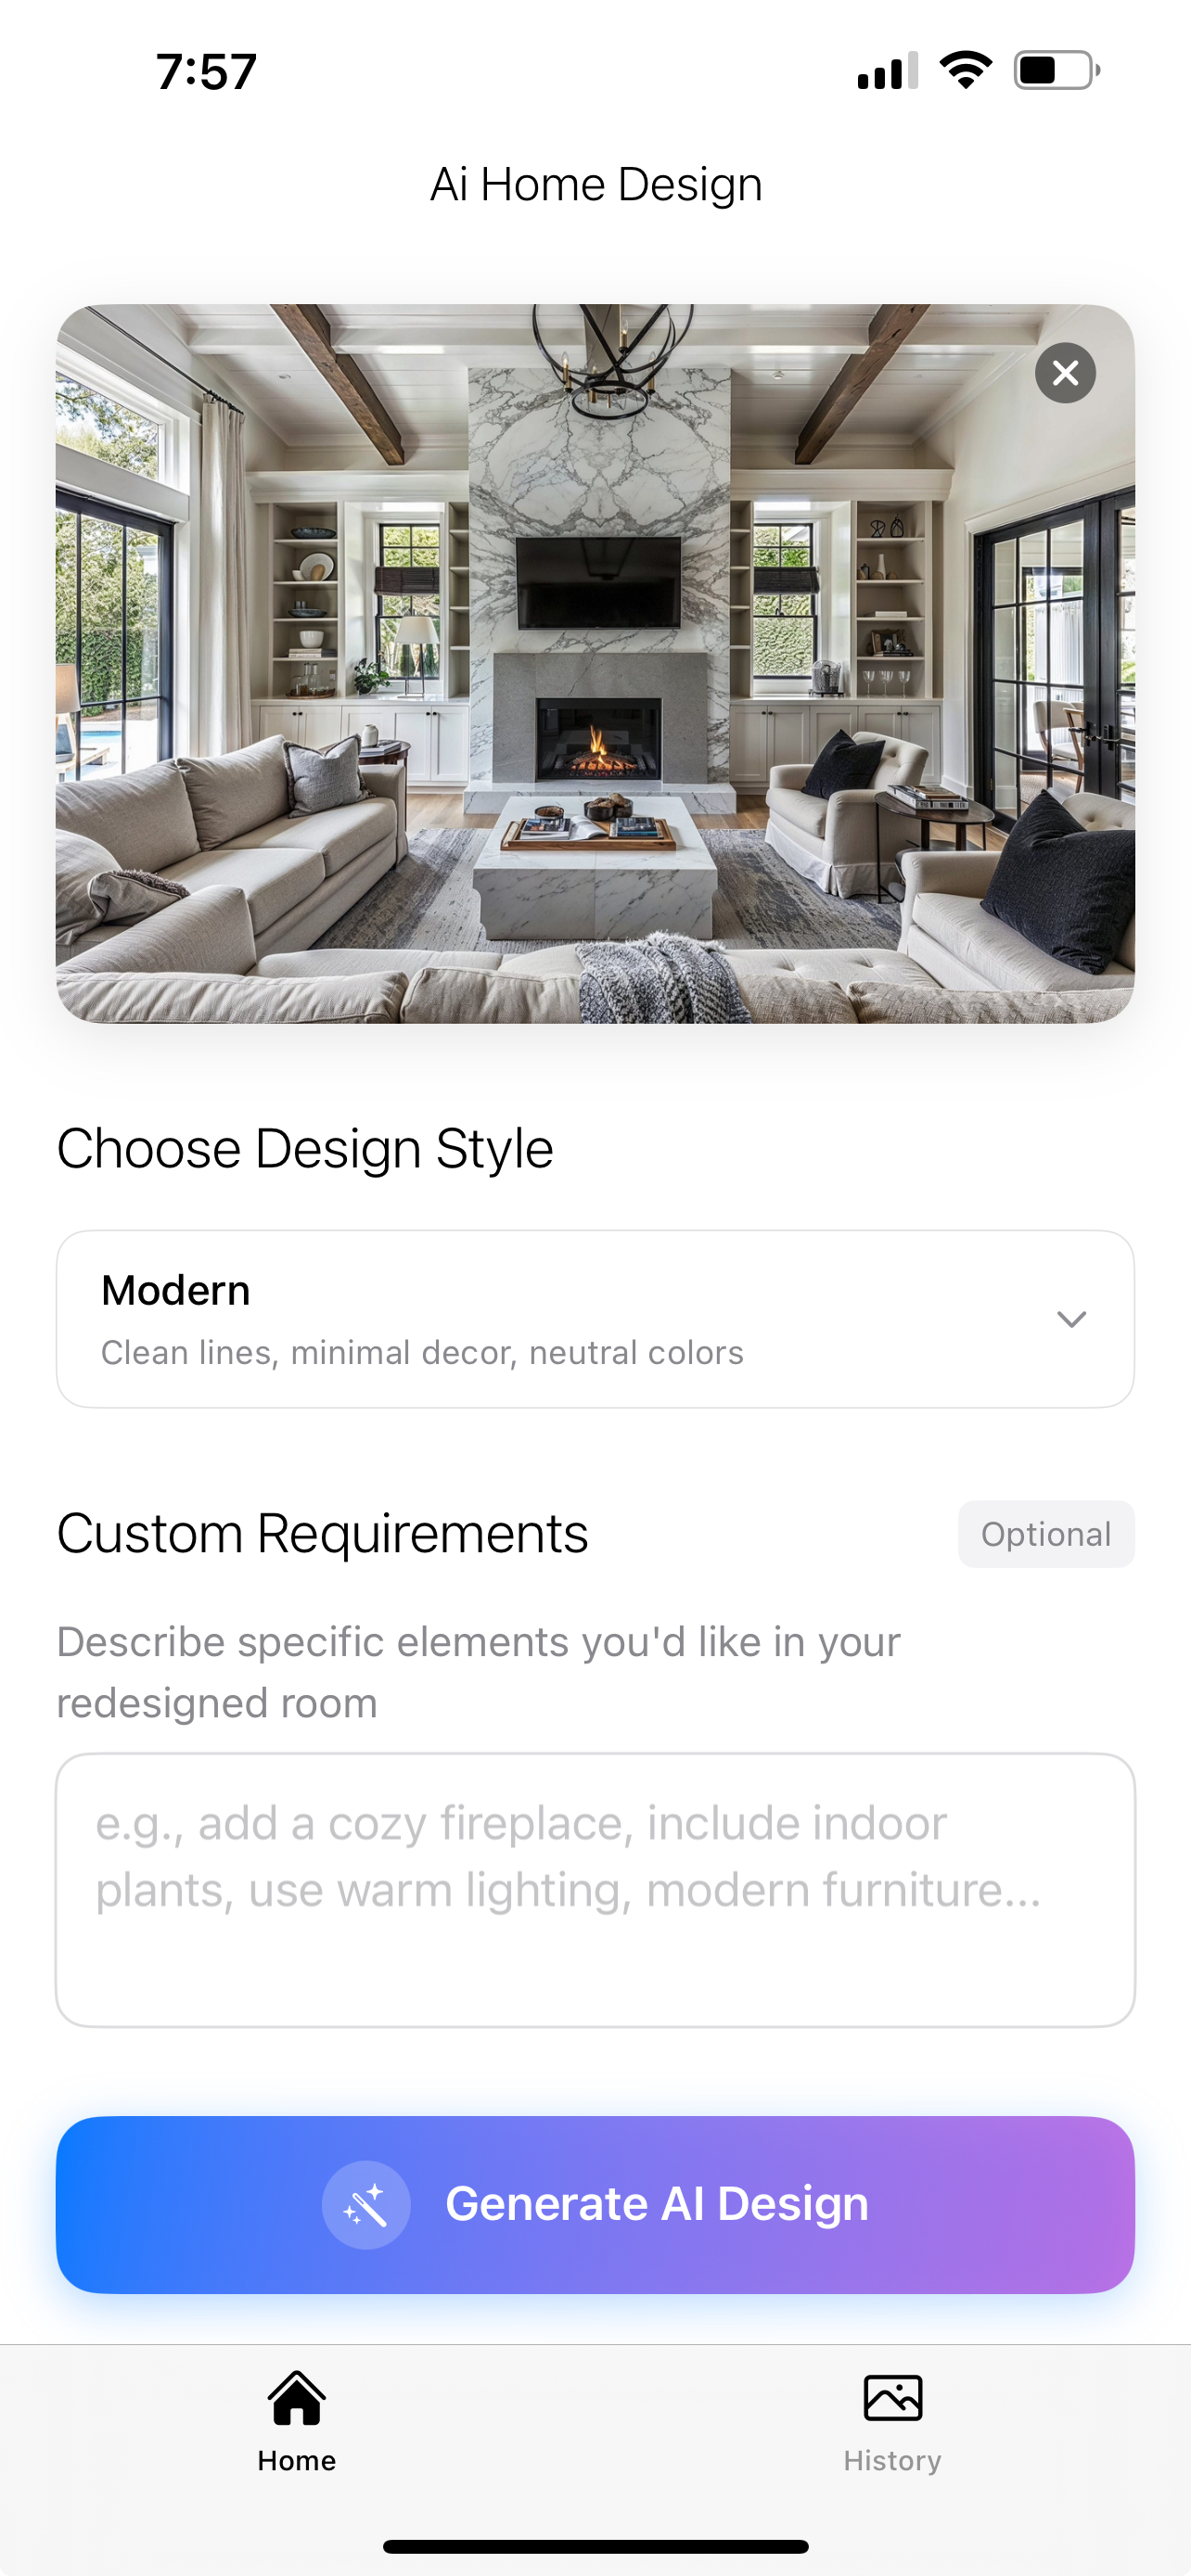 7:57
Ai Home Design
Choose Design Style
Modern
Clean lines, minimal decor, neutral colors
Custom Requirements
Optional
Describe specific elements you'd like in your
redesigned room
e.g., add a cozy fireplace, include indoor
plants, use warm lighting, modern furniture...
Generate AI Design
Home
History